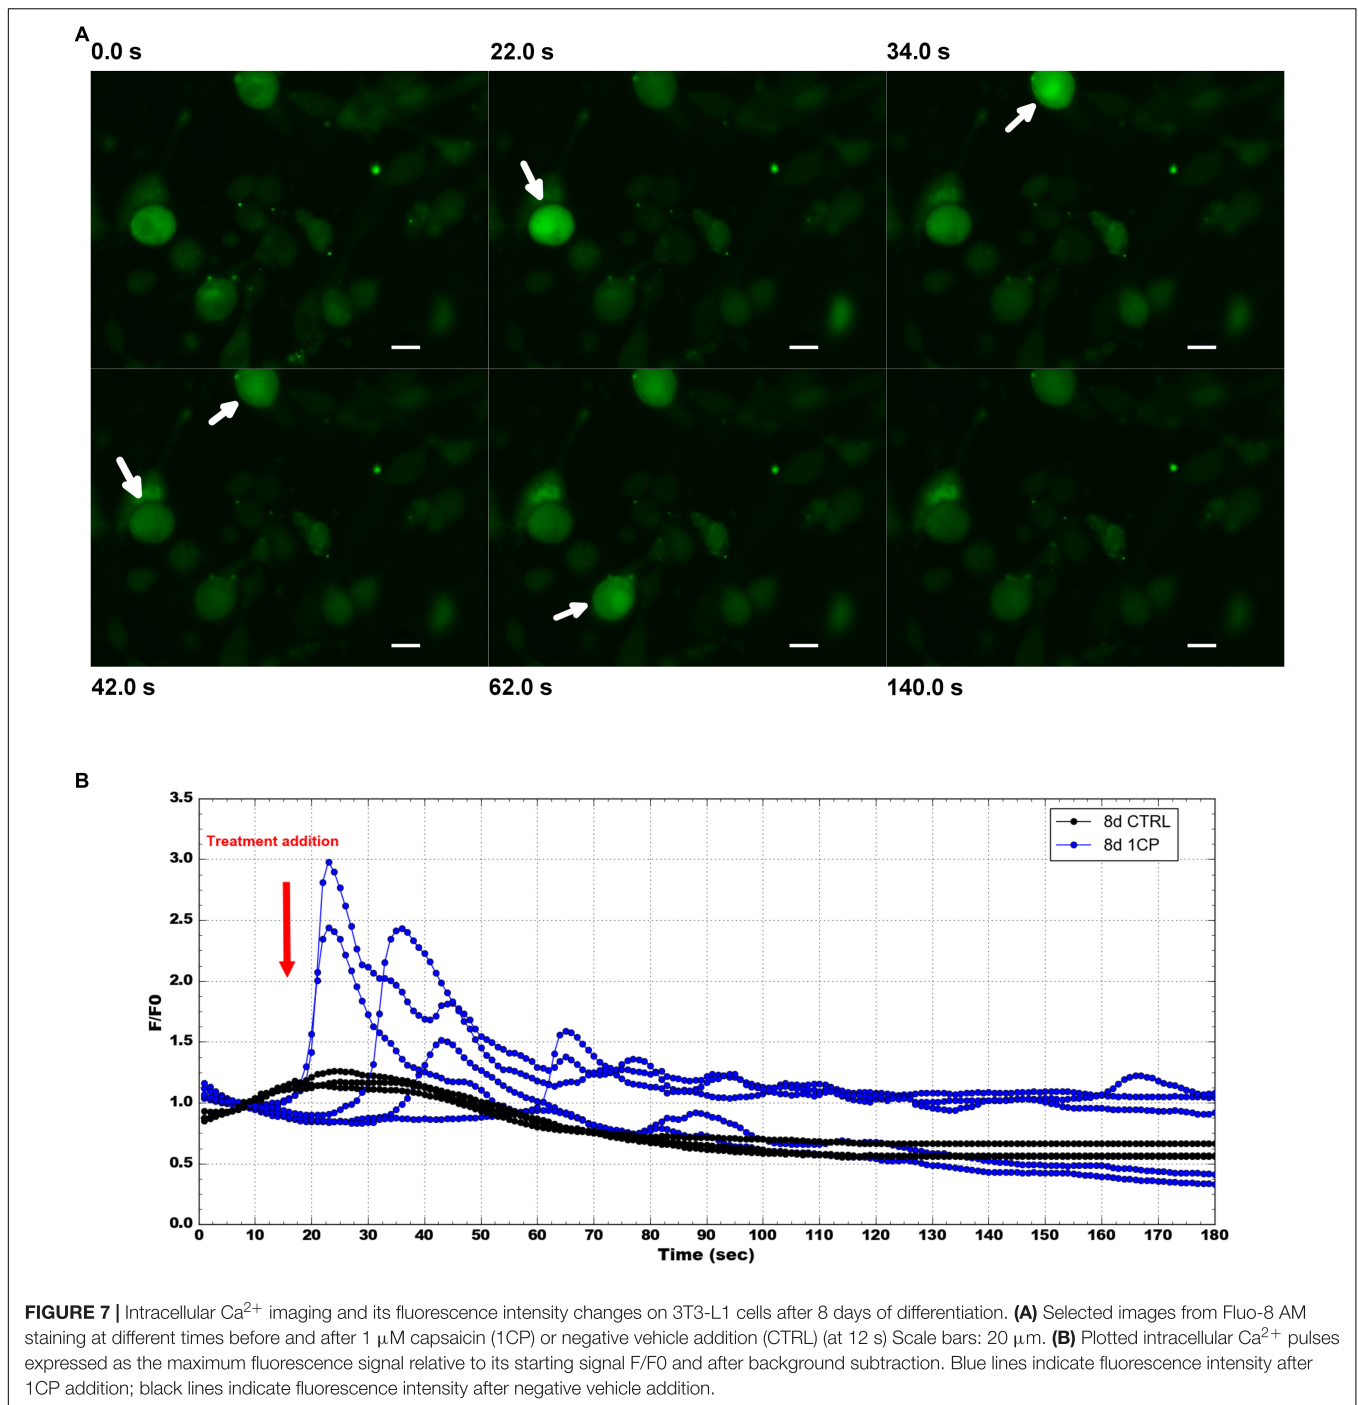 A
0.0 s 22.0 s 34.0 s
42.0 s 62.0 s 140.0 s
B
3.5
3.0
2.5
2.0
1.5
1.0
0.5
0.0
F/F0
Treatment addition
8d CTRL
8d 1CP
0 10 20 30 40 50 60 70 80 90 100 110 120 130 140 150 160 170 180
Time (sec)
FIGURE 7 | Intracellular Ca2+ imaging and its fluorescence intensity changes on 3T3-L1 cells after 8 days of differentiation. (A) Selected images from Fluo-8 AM
staining at different times before and after 1 μM capsaicin (1CP) or negative vehicle addition (CTRL) (at 12 s) Scale bars: 20 μm. (B) Plotted intracellular Ca2+ pulses
expressed as the maximum fluorescence signal relative to its starting signal F/F0 and after background subtraction. Blue lines indicate fluorescence intensity after
1CP addition; black lines indicate fluorescence intensity after negative vehicle addition.